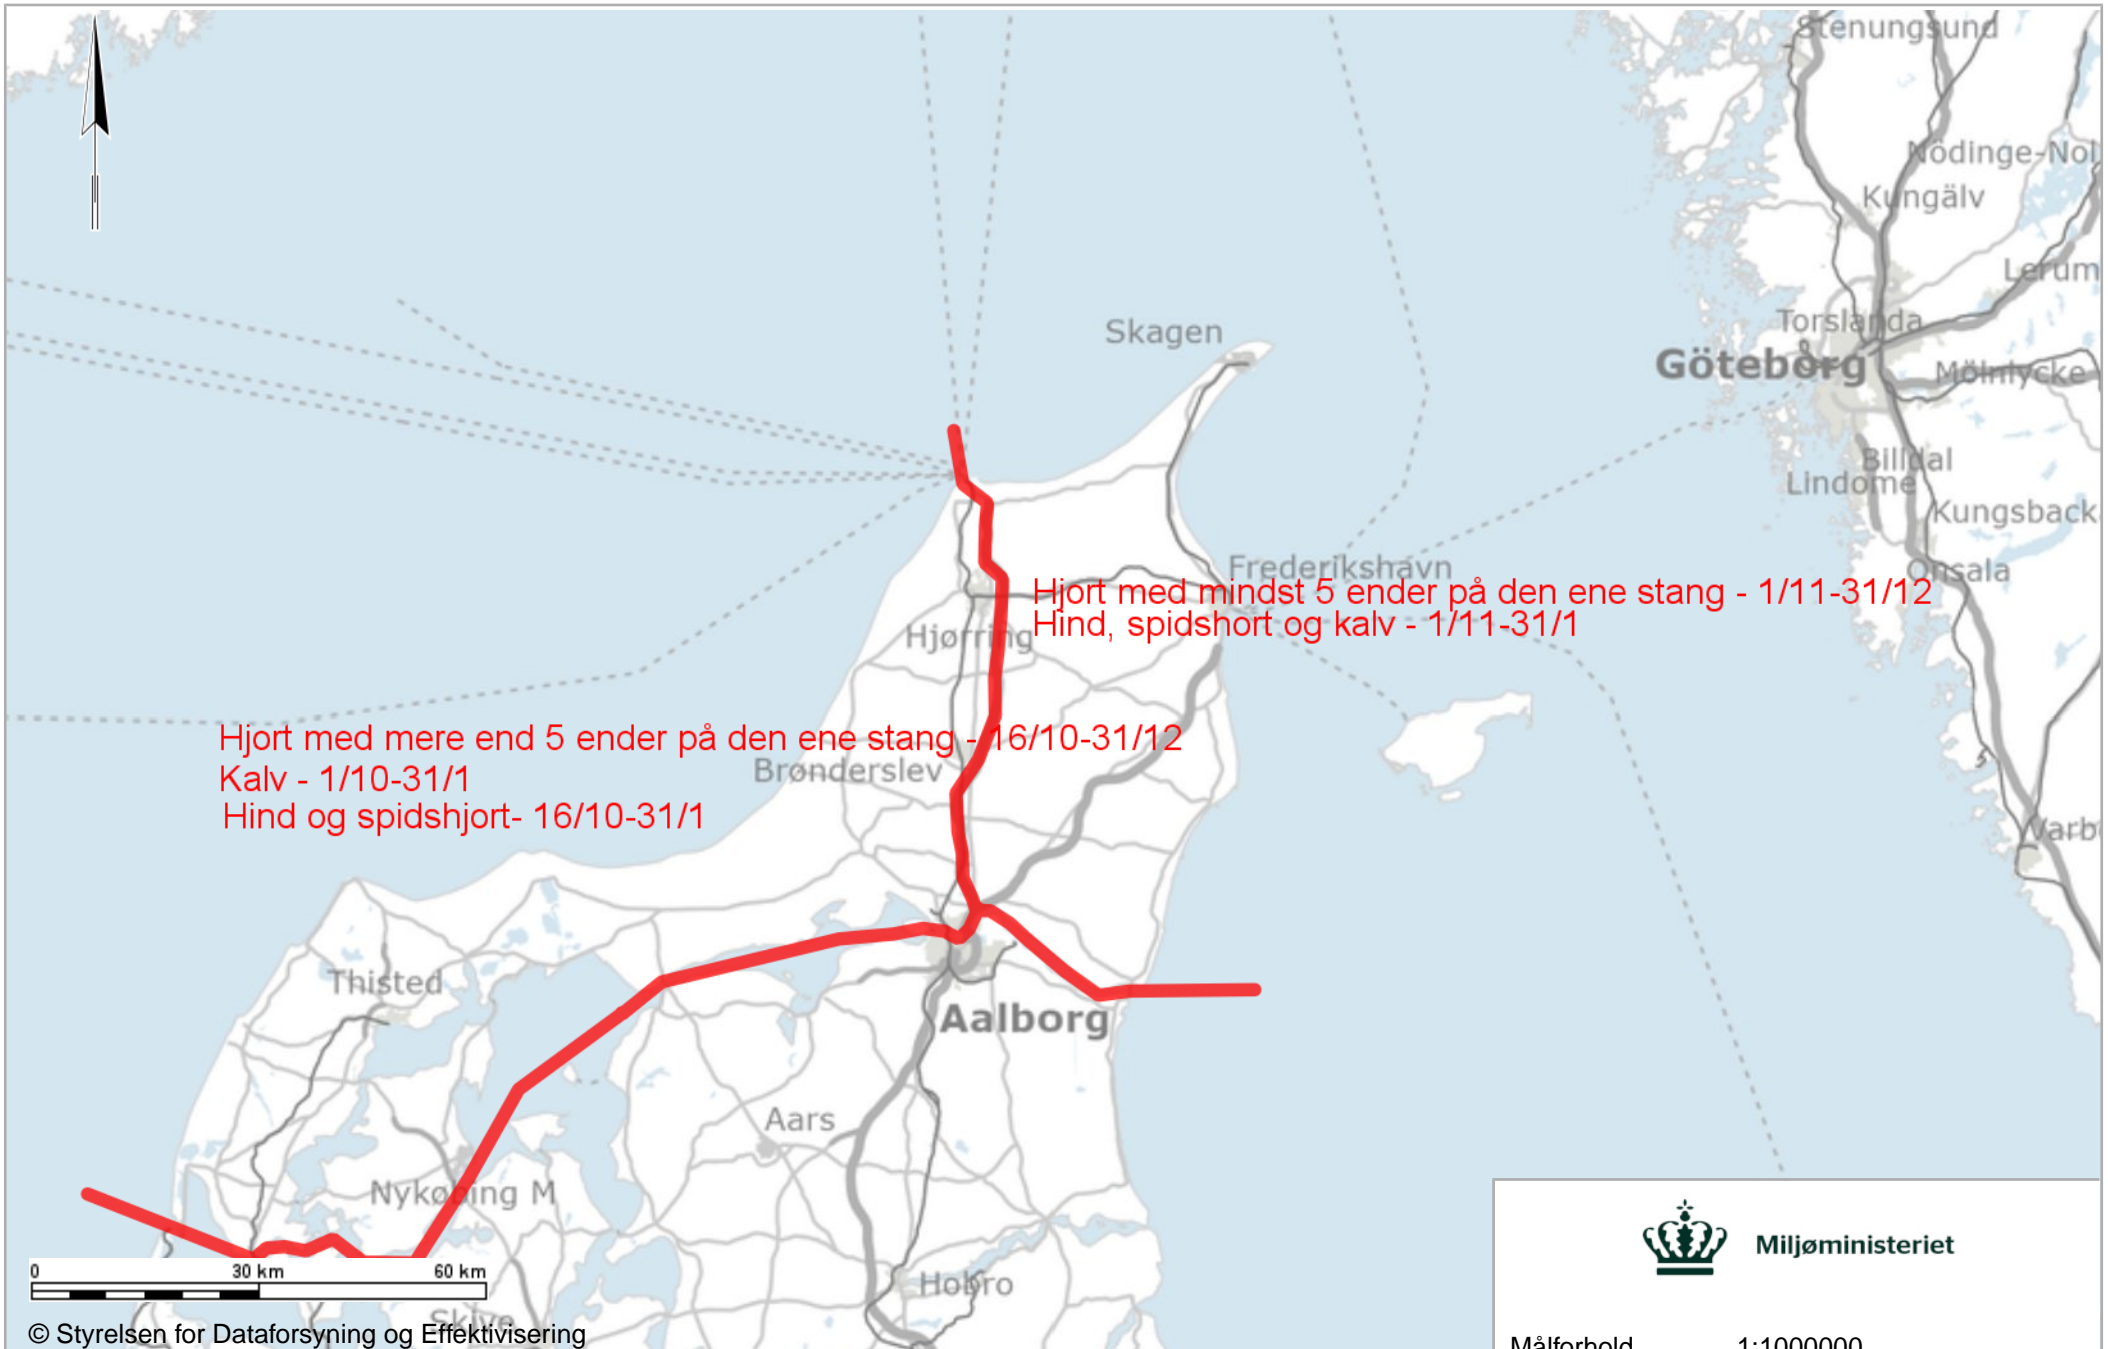 Stenungsund
Nödinge-Nol
Kungälv
Lerum
Skagen
Torslanda
Göteborg
Mölnlycke
Billdal
Lindome
Kungsback
Onsala
Frederikshavn
Hjort med mindst 5 ender på den ene stang - 1/11-31/12
Hind, spidshort og kalv - 1/11-31/1
Hjørring
Hjort med mere end 5 ender på den ene stang - 16/10-31/12
Kalv - 1/10-31/1
Hind og spidshjort- 16/10-31/1
Brønderslev
Varb
Thisted
Aalborg
Aars
Nykøbing M
Miljøministeriet
0 30 km 60 km
Hobro
Skive
© Styrelsen for Dataforsyning og Effektivisering
Målforhold 1:1000000